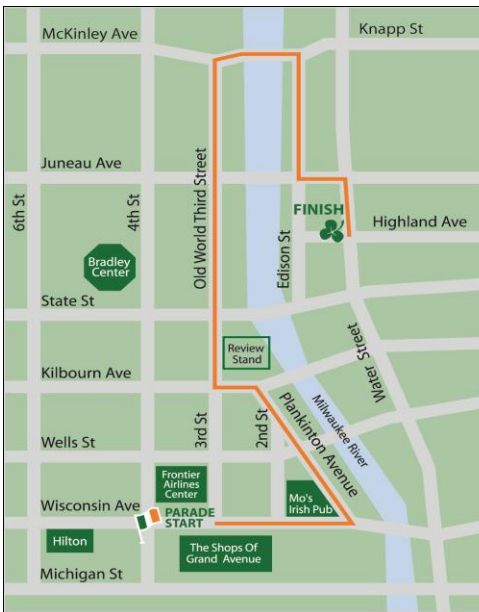 McKinley Ave
Knapp St
Juneau Ave
6th St
4th St
Old World Third Street
FINISH
Highland Ave
Edison St
Bradley
Center
State St
Review
Stand
Water Street
Kilbourn Ave
Plankinton Avenue
Milwaukee River
3rd St
2nd St
Wells St
Frontier
Airlines
Center
Mo's
Irish Pub
Wisconsin Ave
PARADE
START
Hilton
The Shops Of
Grand Avenue
Michigan St